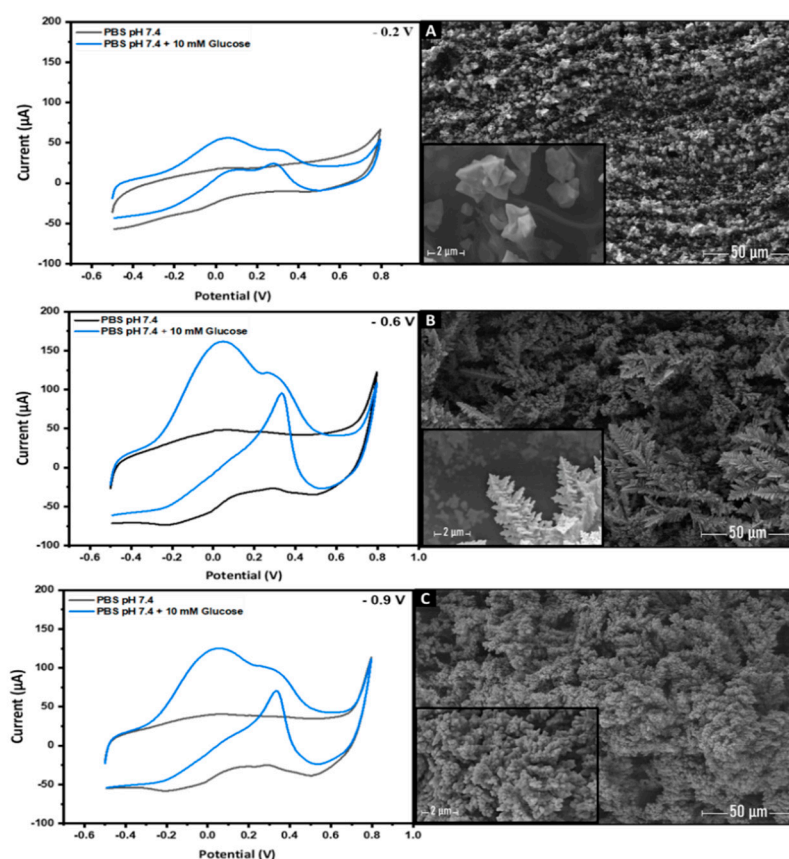 PBS pH 7.4
PBS pH 7.4 + 10 mM Glucose
- 0.2 V
A
200
150
100
50
0
-50
-100
Current (µA)
-0.6 -0.4 -0.2 0.0 0.2 0.4 0.6 0.8 1.0
Potential (V)
2 µm
50 µm
PBS pH 7.4
PBS pH 7.4 + 10 mM Glucose
- 0.6 V
B
200
150
100
50
0
-50
-100
Current (µA)
-0.6 -0.4 -0.2 0.0 0.2 0.4 0.6 0.8 1.0
Potential (V)
2 µm
50 µm
PBS pH 7.4
PBS pH 7.4 + 10 mM Glucose
- 0.9 V
C
200
150
100
50
0
-50
-100
Current (µA)
-0.6 -0.4 -0.2 0.0 0.2 0.4 0.6 0.8 1.0
Potential (V)
2 µm
50 µm